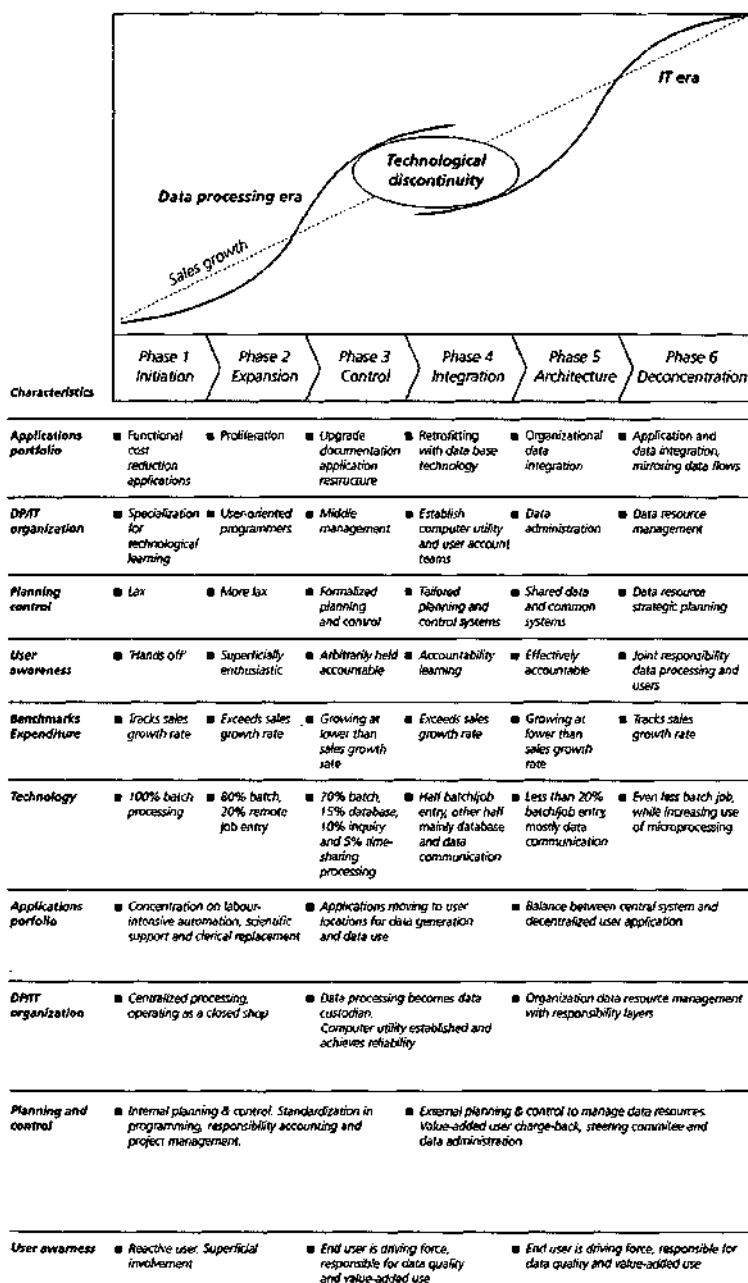 IT era
Technological
discontinuity
Data processing era
Sales growth
Characteristics
Phase 1
Initiation
Phase 2
Expansion
Phase 3
Control
Phase 4
Integration
Phase 5
Architecture
Phase 6
Deconcentration
Applications
portfolio
■ Functional
cost
reduction
applications
■ Proliferation
■ Upgrade
documentation
application
restructure
■ Retrofitting
with data base
technology
■ Organizational
data
integration
■ Application and
data integration,
mirroring data flows
DP/IT
organization
■ Specialization
for
technological
learning
■ User-oriented
programmers
■ Middle
management
■ Establish
computer utility
and user account
teams
■ Data
administration
■ Data resource
management
Planning
control
■ Lax
■ More lax
■ Formalized
planning
and control
■ Tailored
planning and
control systems
■ Shared data
and common
systems
■ Data resource
strategic planning
User
awareness
■ 'Hands off'
■ Superficially
enthusiastic
■ Arbitrarily held
accountable
■ Accountability
learning
■ Effectively
accountable
■ Joint responsibility
data processing and
users
Benchmarks
Expenditure
■ Tracks sales
growth rate
■ Exceeds sales
growth rate
■ Growing at
lower than
sales growth
rate
■ Exceeds sales
growth rate
■ Growing at
lower than
sales growth
rate
■ Tracks sales
growth rate
Technology
■ 100% batch
processing
■ 80% batch,
20% remote
job entry
■ 70% batch,
15% database,
10% inquiry
and 5% time-
sharing
processing
■ Half batch/job
entry, other half
mainly database
and data
communication
■ Less than 20%
batch/job entry,
mostly data
communication
■ Even less batch job,
while increasing use
of microprocessing
Applications
porfolio
■ Concentration on labour-
intensive automation, scientific
support and clerical replacement
■ Applications moving to user
locations for data generation
and data use
■ Balance between central system and
decentralized user application
DP/IT
organization
■ Centralized processing,
operating as a closed shop
■ Data processing becomes data
custodian.
Computer utility established and
achieves reliability
■ Organization data resource management
with responsibility layers
Planning and
control
■ Internal planning & control. Standardization in
programming, responsibility accounting and
project management.
■ External planning & control to manage data resources.
Value-added user charge-back, steering commitee and
data administration
User awarness
■ Reactive user. Superficial
involvement
■ End user is driving force,
responsible for data quality
and value-added use
■ End user is driving force, responsible for
data quality and value-added use